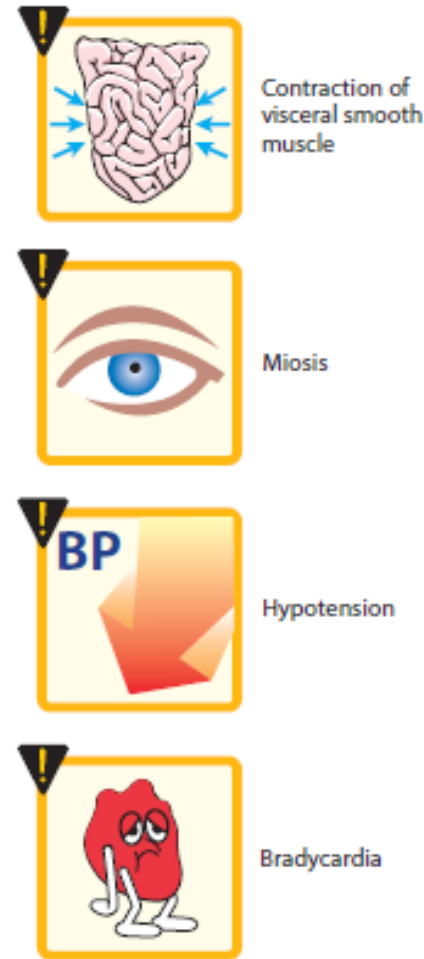 !
Contraction of
visceral smooth
muscle
!
Miosis
!
BP
Hypotension
!
Bradycardia